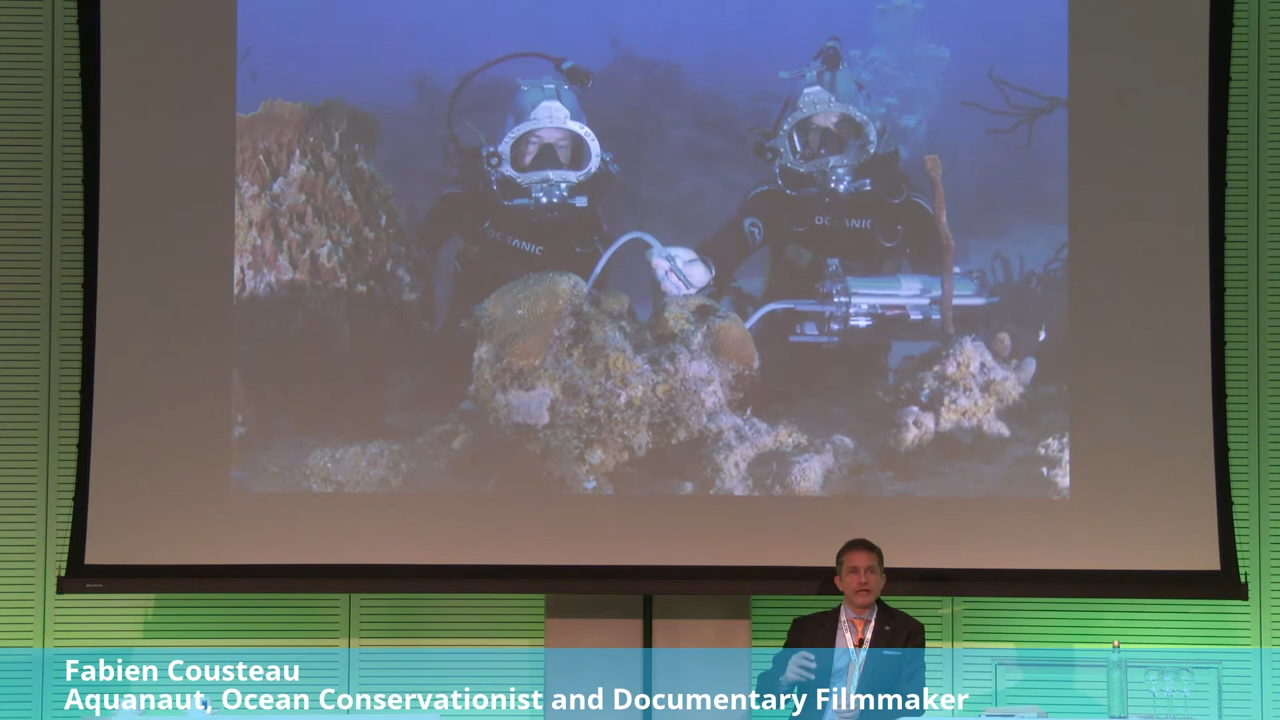 OCEANIC
OCEANIC
Fabien Cousteau
Aquanaut, Ocean Conservationist and Documentary Filmmaker